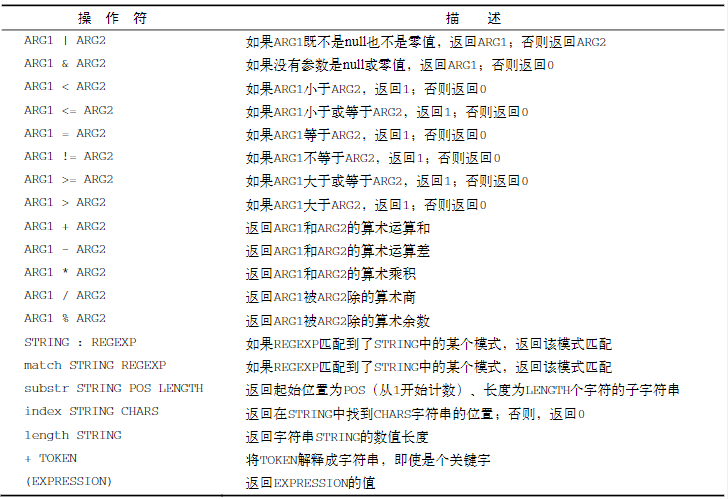 操 作 符 描 述
ARG1 | ARG2 如果ARG1既不是null也不是零值，返回ARG1；否则返回ARG2
ARG1 & ARG2 如果没有参数是null或零值，返回ARG1；否则返回0
ARG1 < ARG2 如果ARG1小于ARG2，返回1；否则返回0
ARG1 <= ARG2 如果ARG1小于或等于ARG2，返回1；否则返回0
ARG1 = ARG2 如果ARG1等于ARG2，返回1；否则返回0
ARG1 != ARG2 如果ARG1不等于ARG2，返回1；否则返回0
ARG1 >= ARG2 如果ARG1大于或等于ARG2，返回1；否则返回0
ARG1 > ARG2 如果ARG1大于ARG2，返回1；否则返回0
ARG1 + ARG2 返回ARG1和ARG2的算术运算和
ARG1 - ARG2 返回ARG1和ARG2的算术运算差
ARG1 * ARG2 返回ARG1和ARG2的算术乘积
ARG1 / ARG2 返回ARG1被ARG2除的算术商
ARG1 % ARG2 返回ARG1被ARG2除的算术余数
STRING : REGEXP 如果REGEXP匹配到了STRING中的某个模式，返回该模式匹配
match STRING REGEXP 如果REGEXP匹配到了STRING中的某个模式，返回该模式匹配
substr STRING POS LENGTH 返回起始位置为POS（从1开始计数）、长度为LENGTH个字符的子字符串
index STRING CHARS 返回在STRING中找到CHARS字符串的位置；否则，返回0
length STRING 返回字符串STRING的数值长度
+ TOKEN 将TOKEN解释成字符串，即使是个关键字
(EXPRESSION) 返回EXPRESSION的值